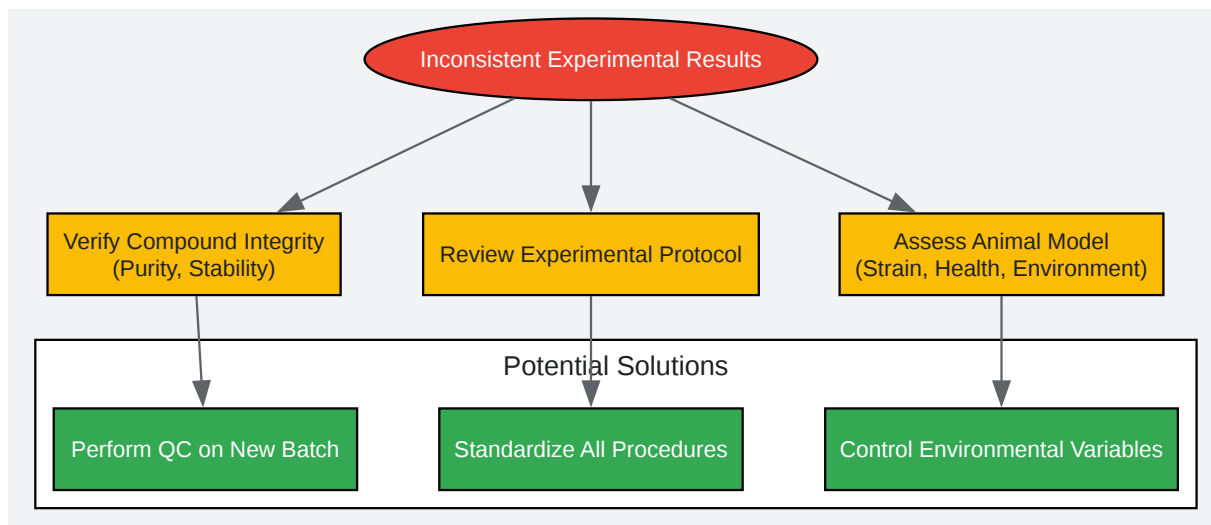 Inconsistent Experimental Results
Verify Compound Integrity
(Purity, Stability)
Review Experimental Protocol
Assess Animal Model
(Strain, Health, Environment)
Potential Solutions
Perform QC on New Batch
Standardize All Procedures
Control Environmental Variables